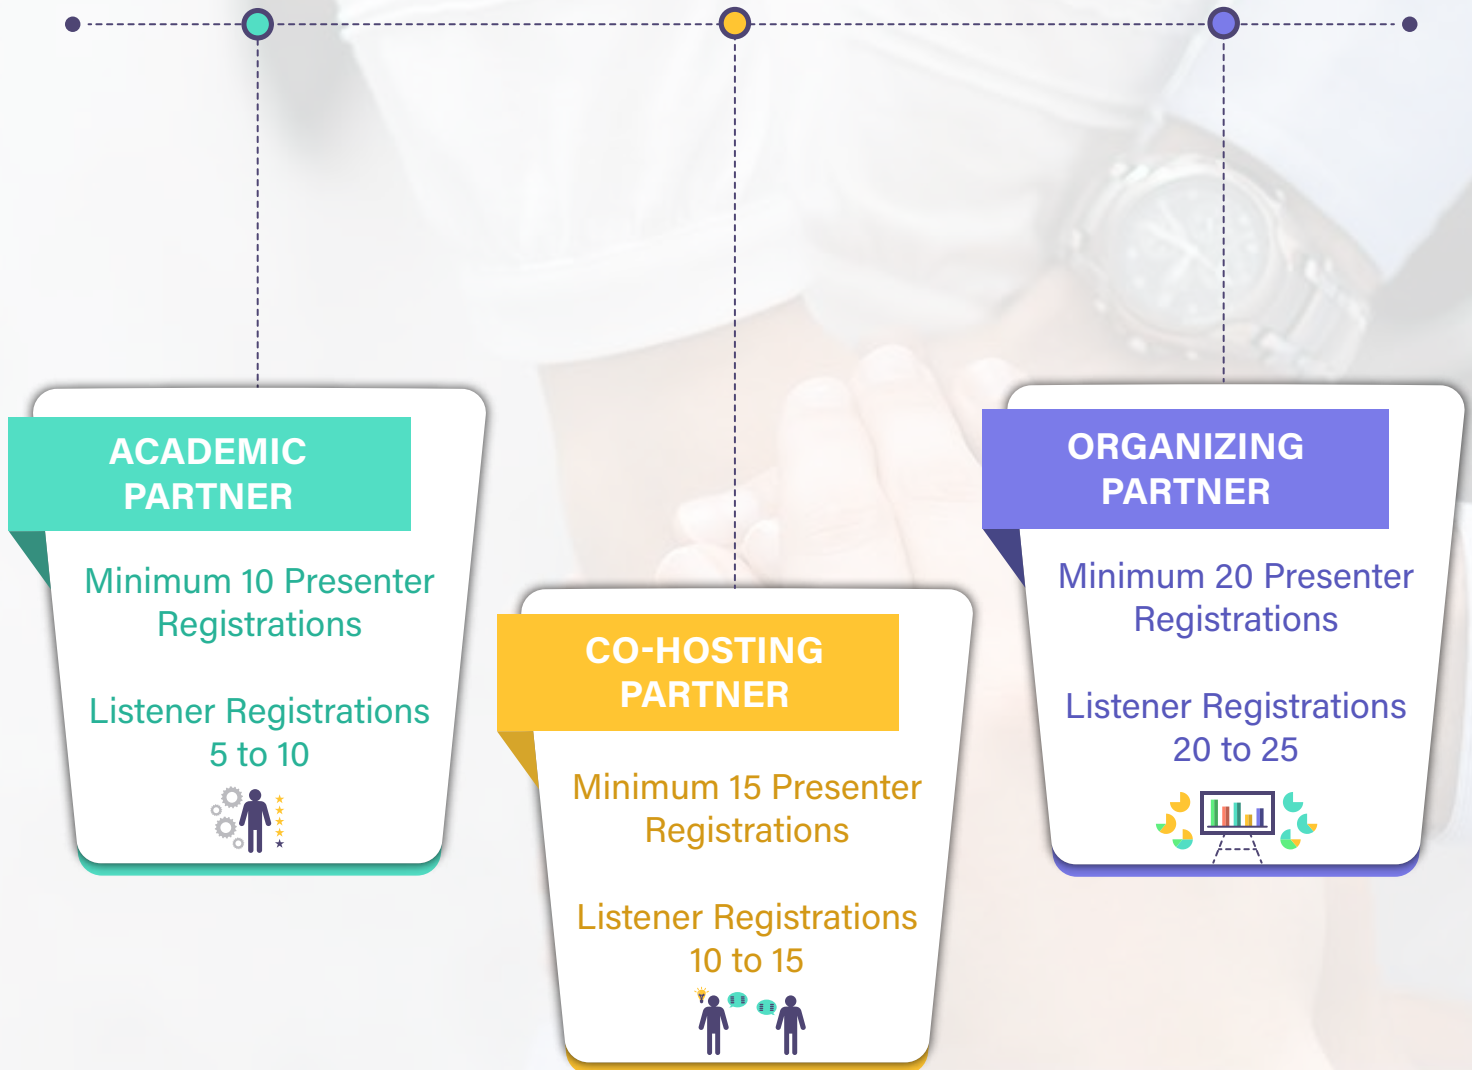 ACADEMIC
PARTNER
Minimum 10 Presenter
Registrations
Listener Registrations
5 to 10
CO-HOSTING
PARTNER
Minimum 15 Presenter
Registrations
Listener Registrations
10 to 15
ORGANIZING
PARTNER
Minimum 20 Presenter
Registrations
Listener Registrations
20 to 25